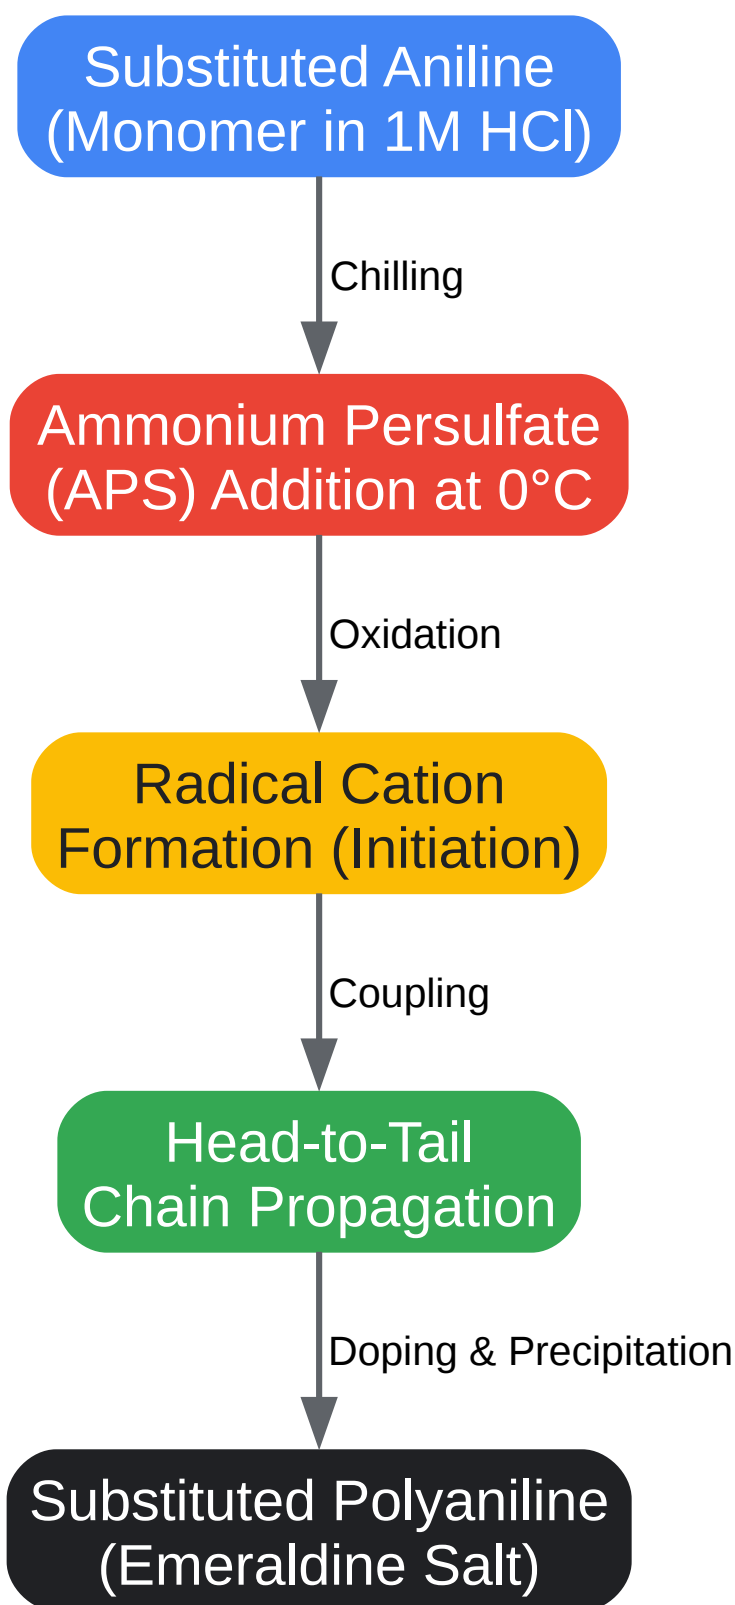 Substituted Aniline
(Monomer in 1M HCl)
Chilling
Ammonium Persulfate
(APS) Addition at 0°C
Oxidation
Radical Cation
Formation (Initiation)
Coupling
Head-to-Tail
Chain Propagation
Doping & Precipitation
Substituted Polyaniline
(Emeraldine Salt)